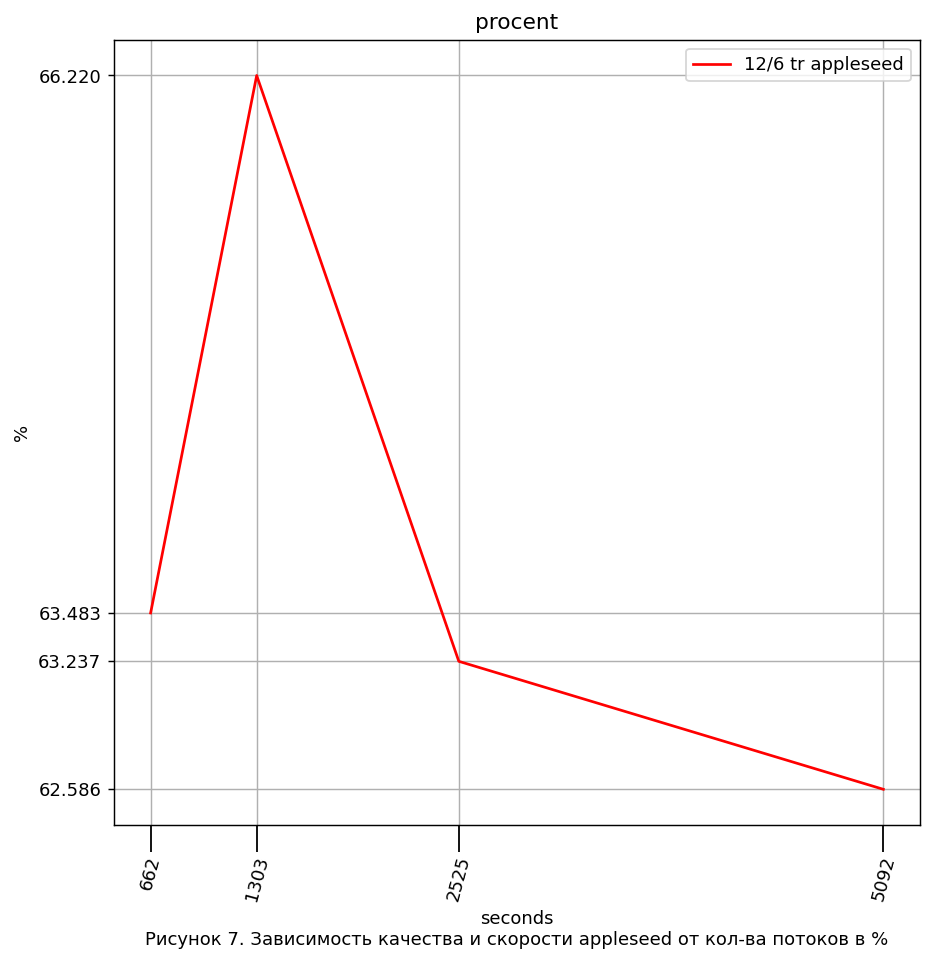 procent
12/6 tr appleseed
66.220
%
63.483
63.237
62.586
662
1303
2525
5092
seconds
Рисунок 7. Зависимость качества и скорости appleseed от кол-ва потоков в %